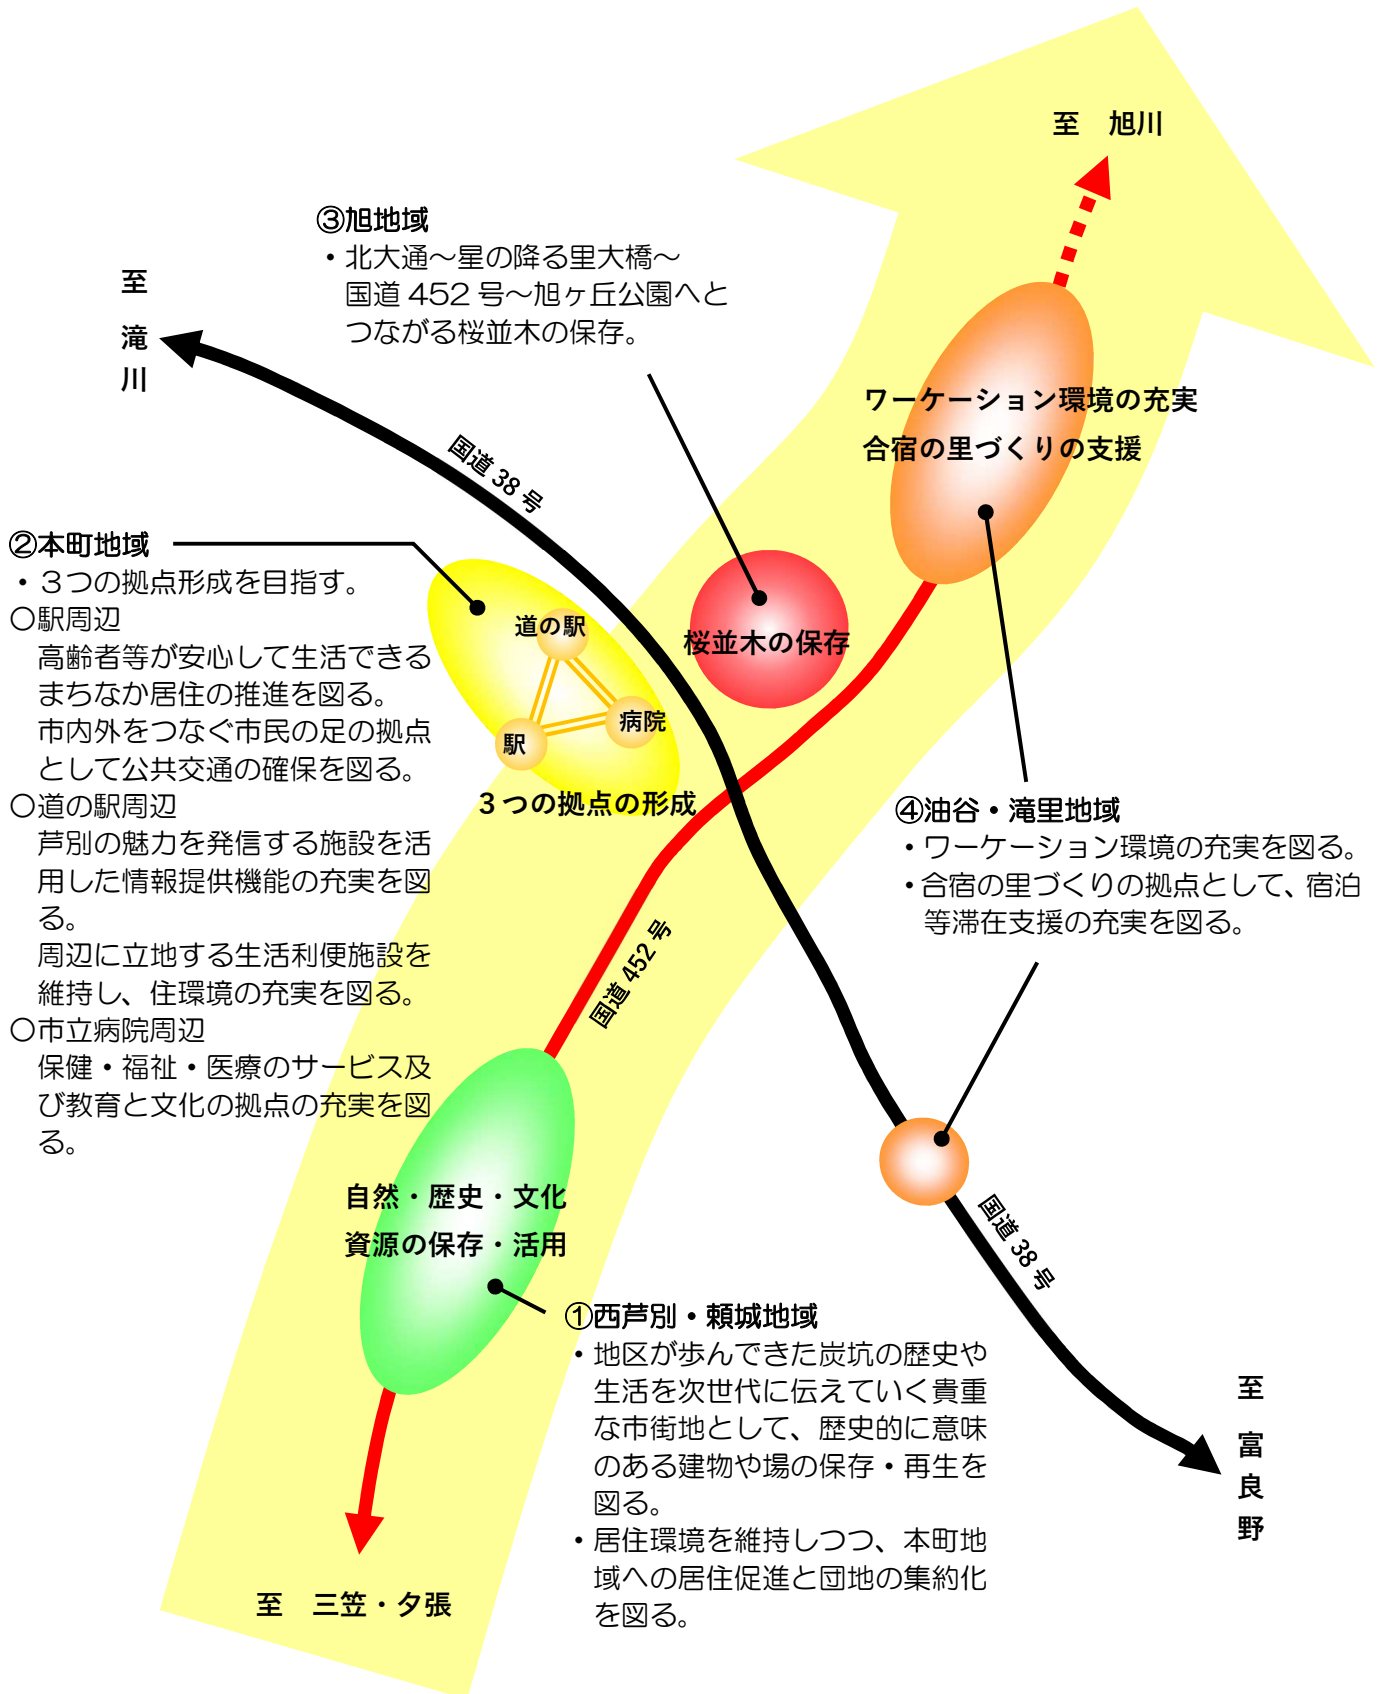 至　旭川
③旭地域
・北大通～星の降る里大橋～
国道 452 号～旭ヶ丘公園へと
つながる桜並木の保存。
至　滝川
国道 38 号
ワーケーション環境の充実
合宿の里づくりの支援
②本町地域
・３つの拠点形成を目指す。
○駅周辺
高齢者等が安心して生活できる
まちなか居住の推進を図る。
市内外をつなぐ市民の足の拠点
として公共交通の確保を図る。
○道の駅周辺
芦別の魅力を発信する施設を活
用した情報提供機能の充実を図
る。
周辺に立地する生活利便施設を
維持し、住環境の充実を図る。
○市立病院周辺
保健・福祉・医療のサービス及
び教育と文化の拠点の充実を図
る。
道の駅
病院
駅
３つの拠点の形成
桜並木の保存
④油谷・滝里地域
・ワーケーション環境の充実を図る。
・合宿の里づくりの拠点として、宿泊
等滞在支援の充実を図る。
国道 452 号
自然・歴史・文化
資源の保存・活用
国道 38 号
①西芦別・頼城地域
・地区が歩んできた炭坑の歴史や
生活を次世代に伝えていく貴重
な市街地として、歴史的に意味
のある建物や場の保存・再生を
図る。
・居住環境を維持しつつ、本町地
域への居住促進と団地の集約化
を図る。
至　富良野
至　三笠・夕張